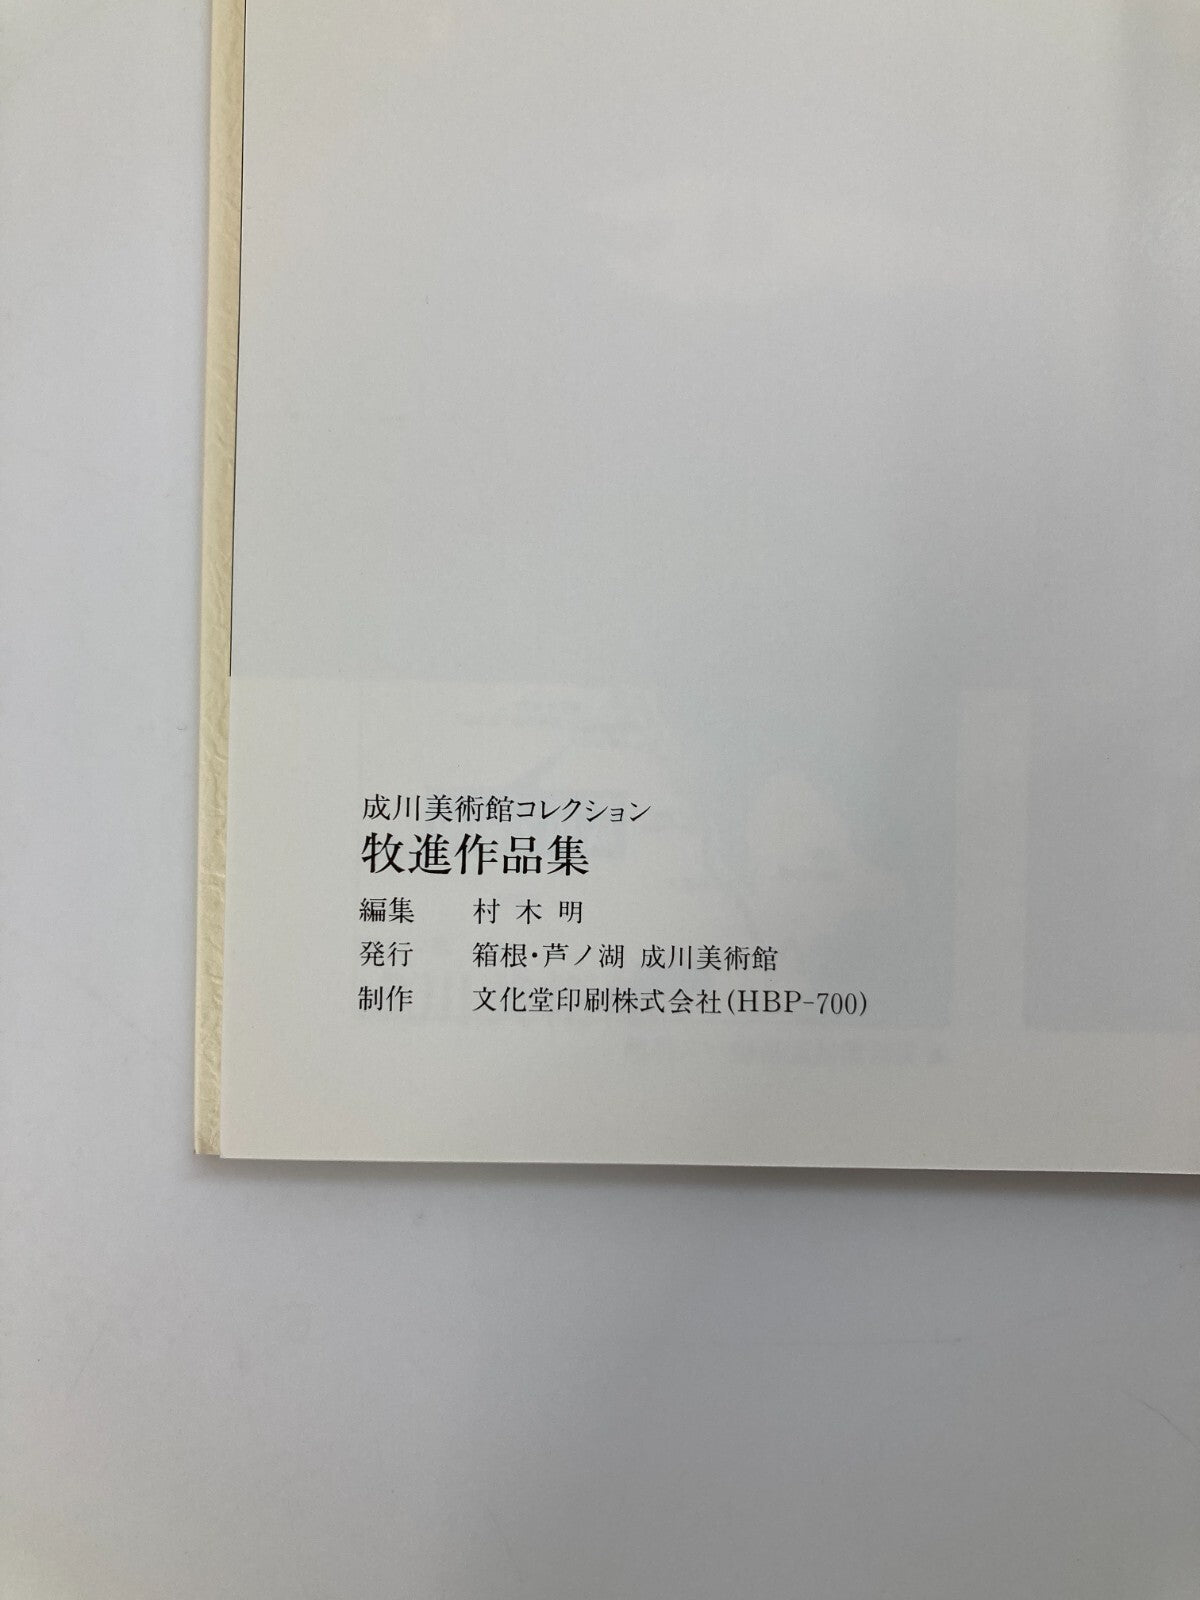 成川美術館コレクション
牧進作品集
編集 村木明
発行 箱根・芦ノ湖 成川美術館
制作 文化堂印刷株式会社(HBP-700)